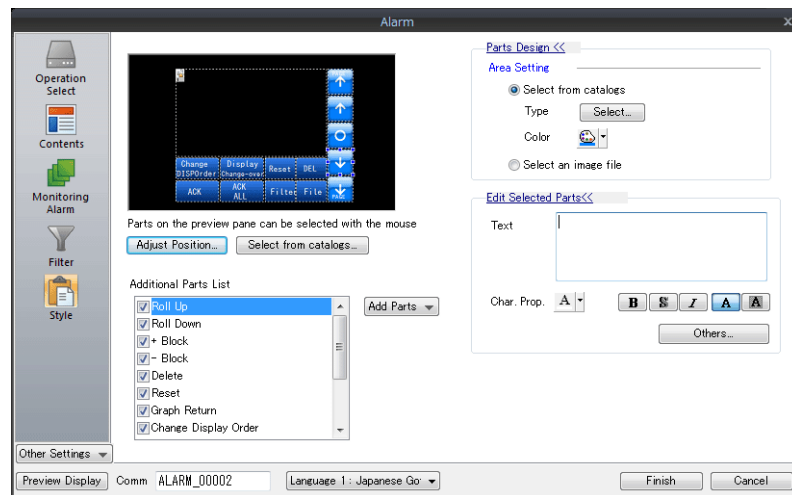 Alarm
x
Operation
Select
Contents
Monitoring
Alarm
Filter
Style
Other Settings
Change
DISPOrder
Display
Change-over
Reset
DEL
ACK
ACK
ALL
Filter
File
PAGE
Parts on the preview pane can be selected with the mouse
Adjust Position...
Select from catalogs...
Additional Parts List
Roll Up
Roll Down
+ Block
- Block
Delete
Reset
Graph Return
Change Display Order
Add Parts
Parts Design <<
Area Setting
Select from catalogs
Type
Select...
Color
Select an image file
Edit Selected Parts<<
Text
Char. Prop.
A
B
S
I
A
A
Others...
Preview Display
Comm
ALARM_00002
Language 1 : Japanese Go
Finish
Cancel